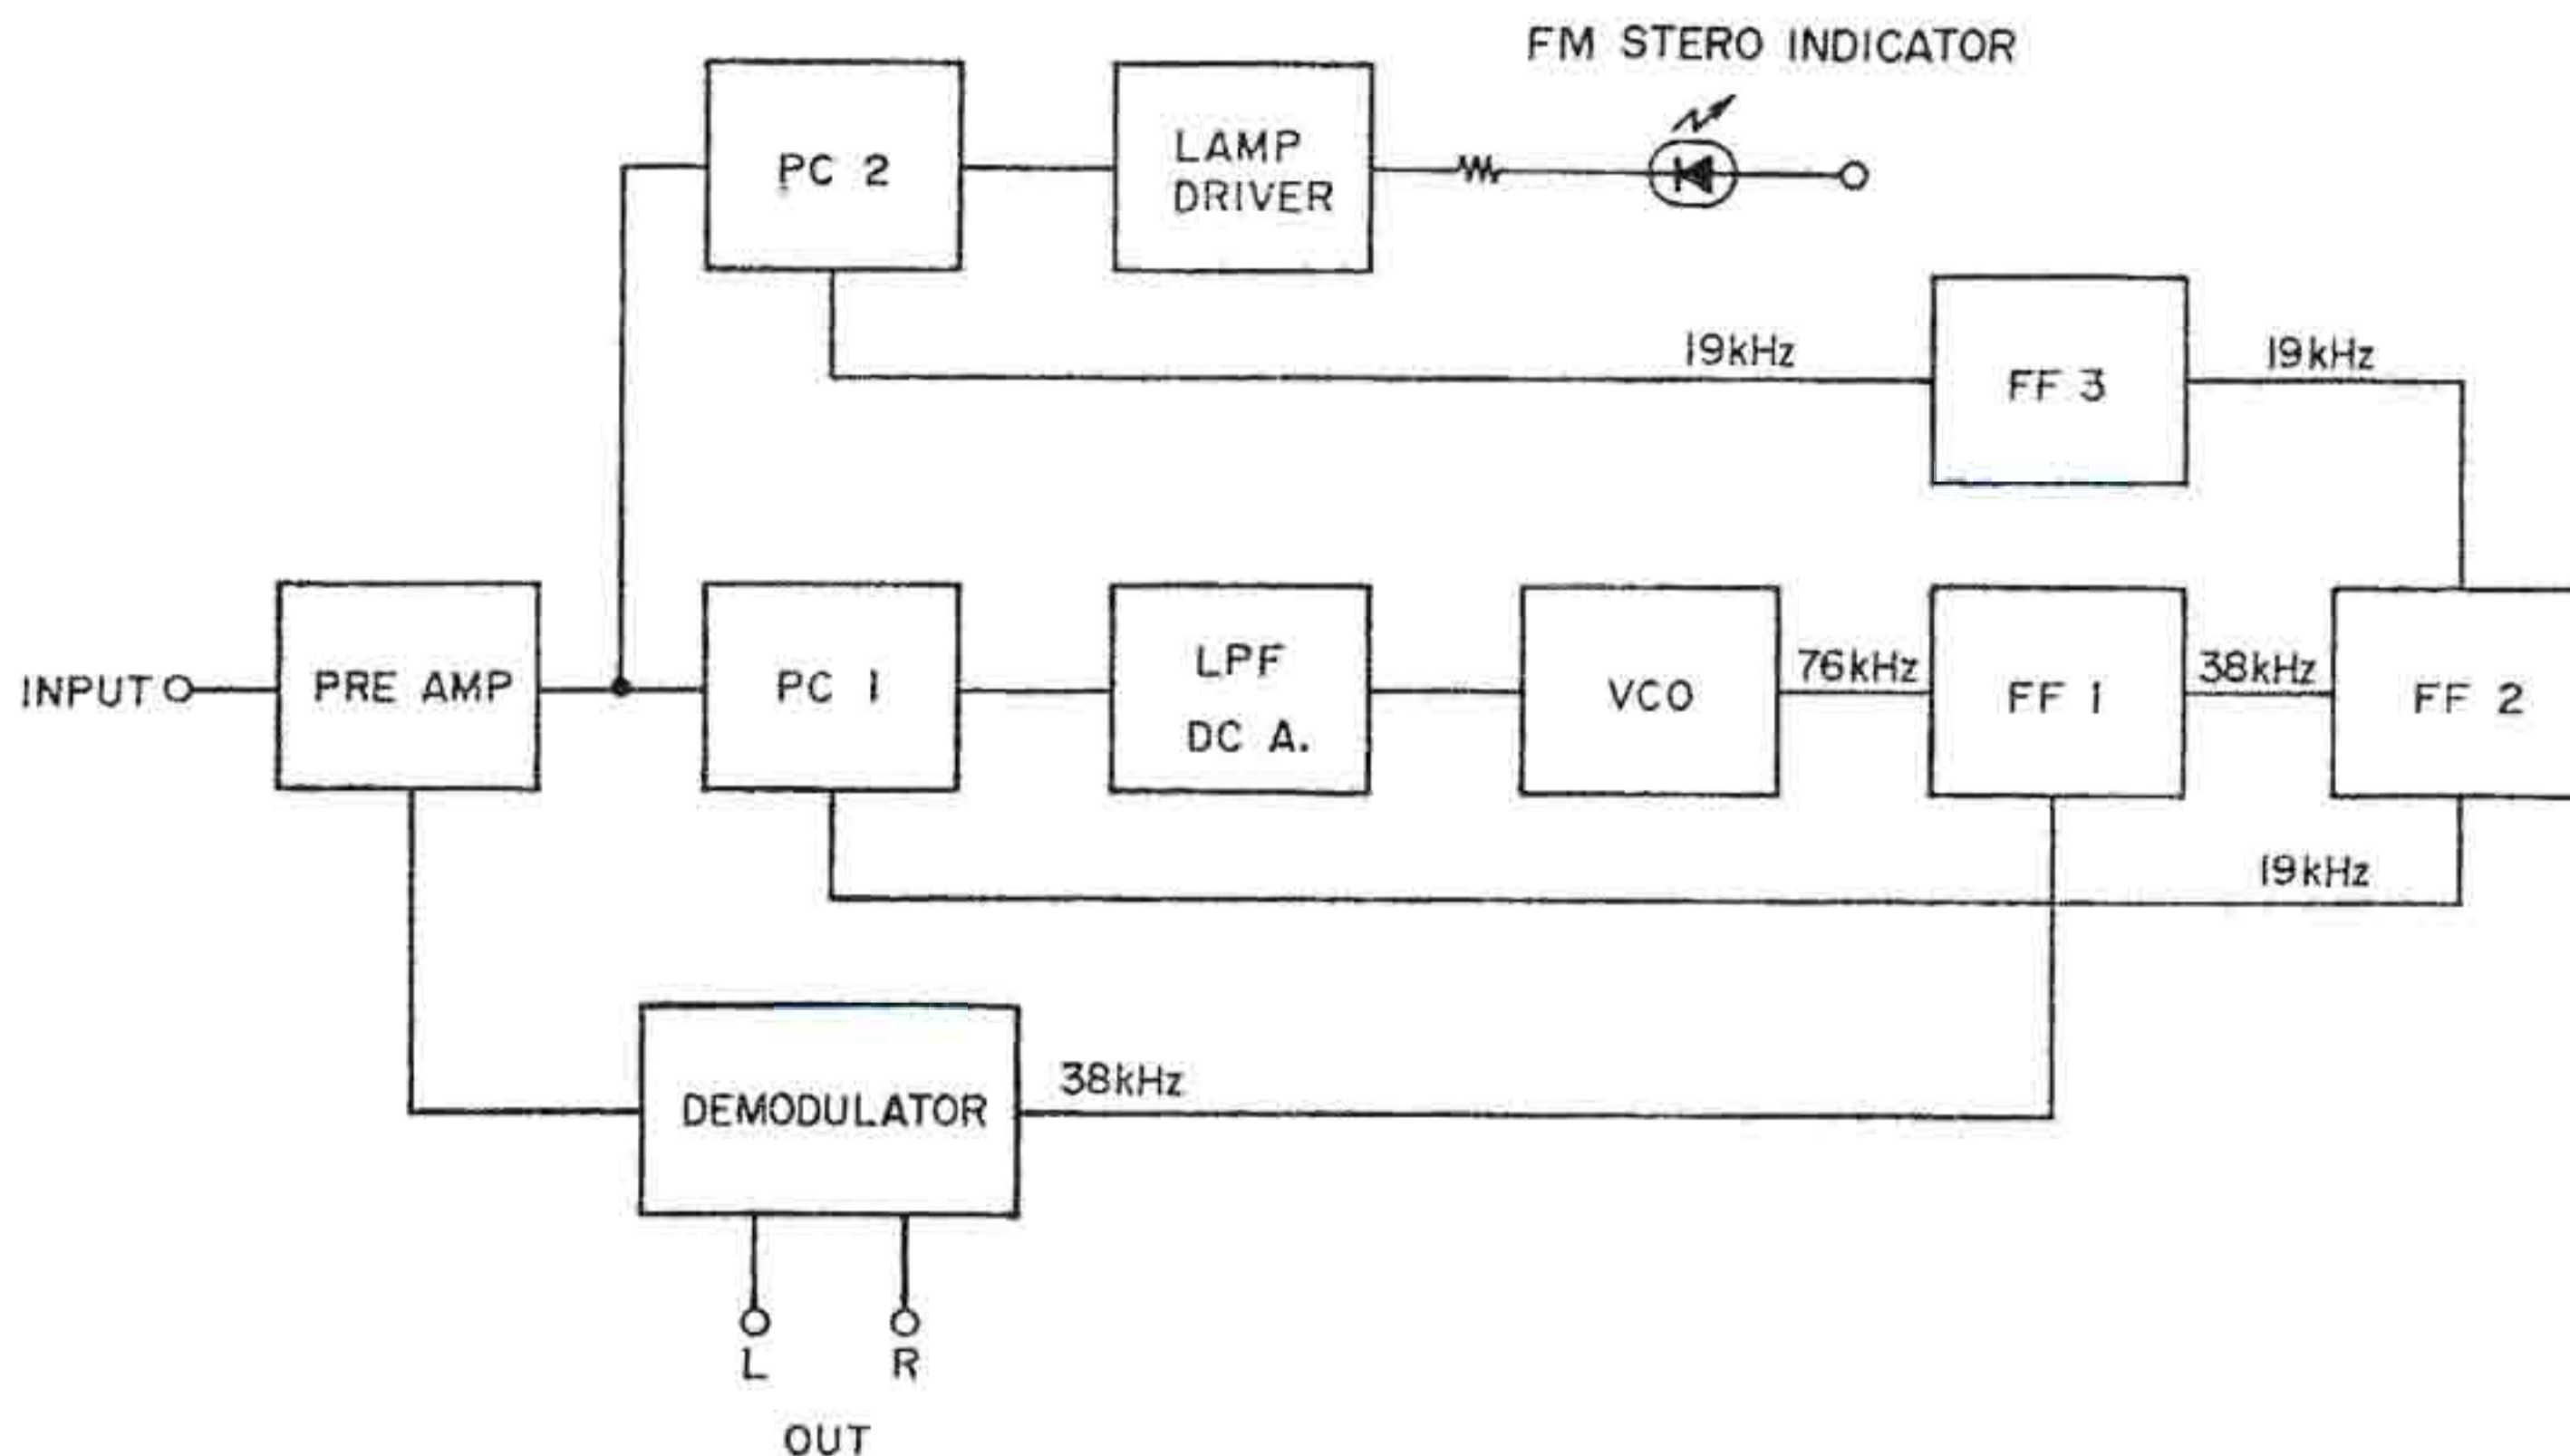 FM STERO INDICATOR
PC 2
LAMP
DRIVER
19kHz
FF 3
19kHz
INPUT
PRE AMP
PC 1
LPF
DC A.
VCO
76kHz
FF 1
38kHz
FF 2
19kHz
DEMODULATOR
38kHz
L
R
OUT